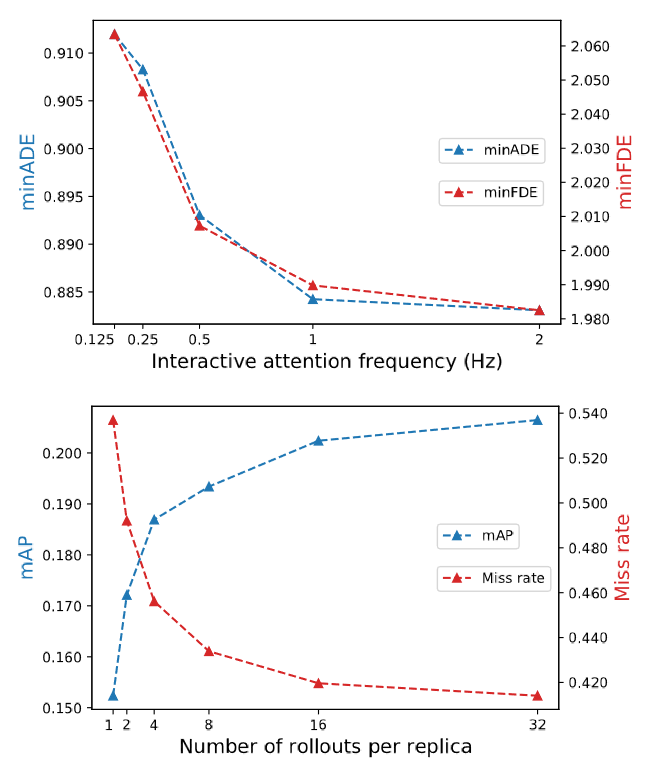 0.910
0.905
0.900
0.895
0.890
0.885
minADE
2.060
2.050
2.040
2.030
2.020
2.010
2.000
1.990
1.980
minFDE
minADE
minFDE
0.125 0.25 0.5 1 2
Interactive attention frequency (Hz)
0.200
0.190
0.180
0.170
0.160
0.150
mAP
0.540
0.520
0.500
0.480
0.460
0.440
0.420
Miss rate
mAP
Miss rate
1 2 4 8 16 32
Number of rollouts per replica